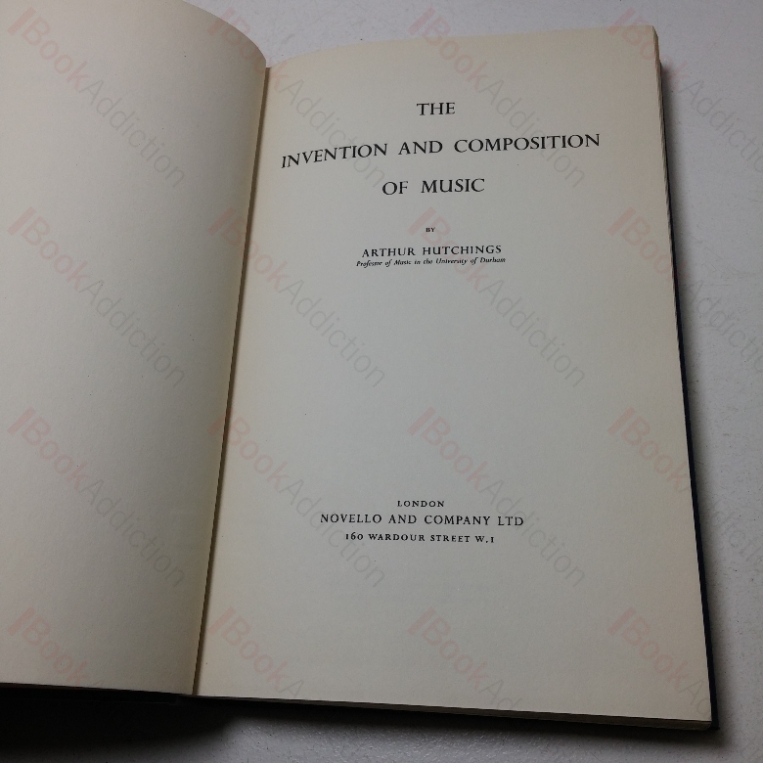 THE
INVENTION AND COMPOSITION
OF MUSIC
BY
ARTHUR HUTCHINGS
Professor of Music in the University of Durham
LONDON
NOVELLO AND COMPANY LTD
160 WARDOUR STREET W.1
BookAddiction